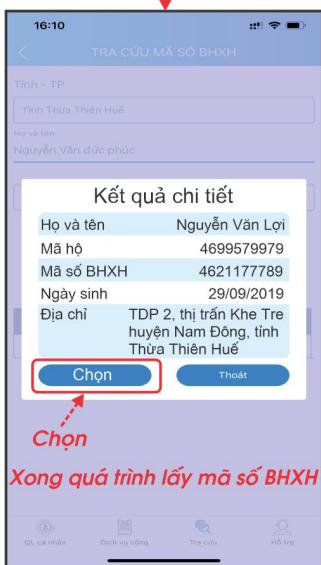 16:10
TRA CỨU MÃ SỐ BHXH
Tỉnh - TP
Tỉnh Thừa Thiên Huế
Họ và tên
Nguyễn Văn đức phúc
Kết quả chi tiết
Họ và tên Nguyễn Văn Lợi
Mã hộ 4699579979
Mã số BHXH 4621177789
Ngày sinh 29/09/2019
Địa chỉ TDP 2, thị trấn Khe Tre
huyện Nam Đông, tỉnh
Thừa Thiên Huế
Chọn Thoát
Chọn
Xong quá trình lấy mã số BHXH
QL cá nhân Dịch vụ công Tra cứu Hỗ trợ